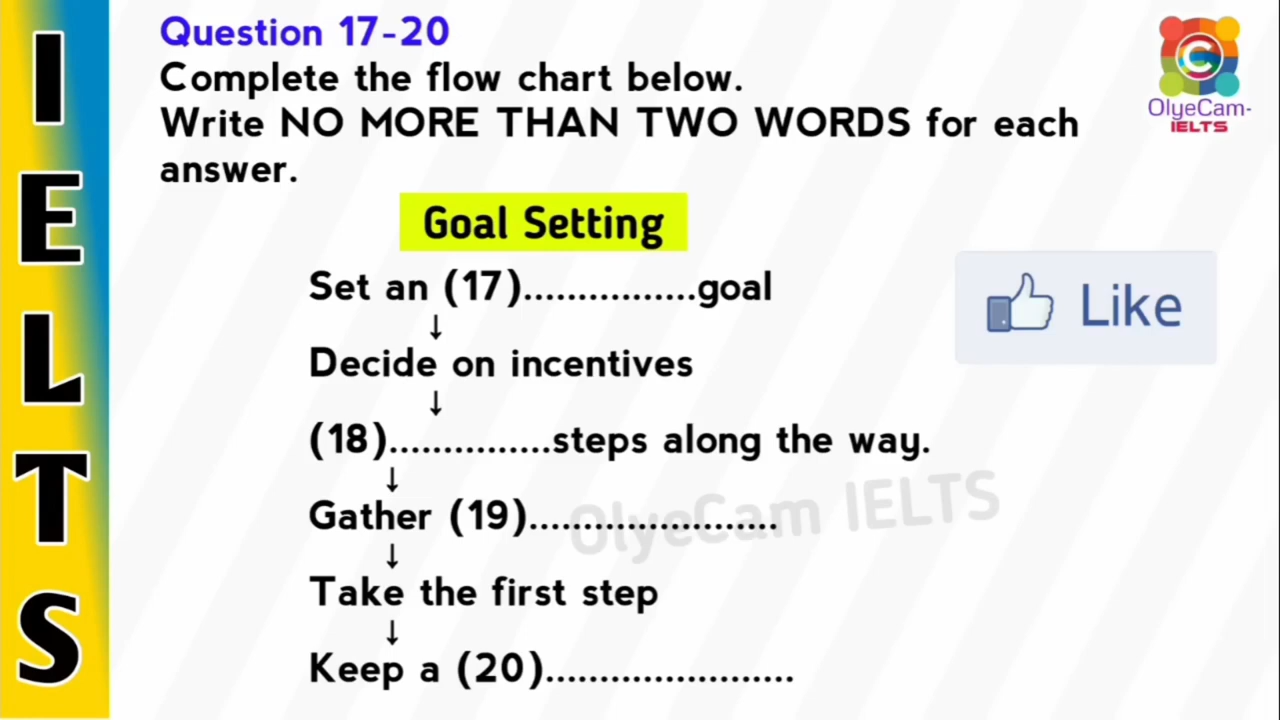 IELTS
Question 17-20
Complete the flow chart below.
Write NO MORE THAN TWO WORDS for each
answer.
C
OlyeCam-
IELTS
Goal Setting
Set an (17)................goal
↓
Like
Decide on incentives
↓
(18)...............steps along the way.
↓
OlyeCam IELTS
Gather (19).......................
↓
Take the first step
↓
Keep a (20).......................